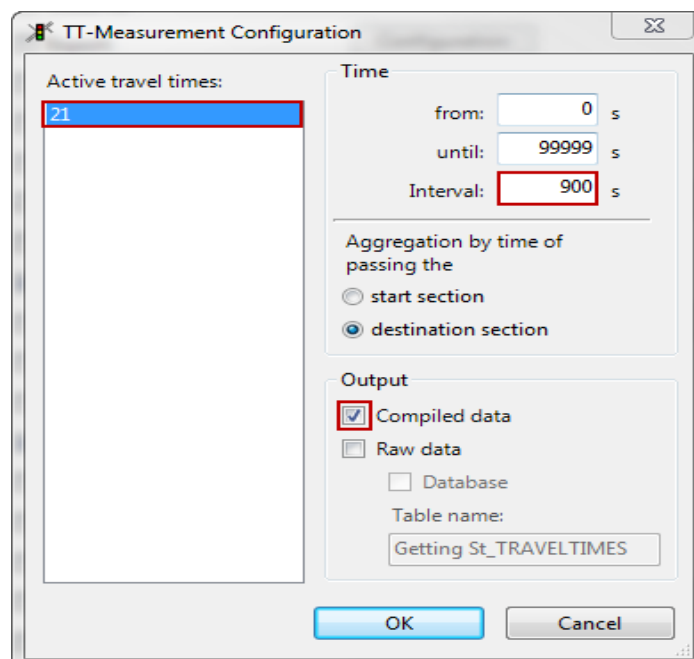 TT-Measurement Configuration
Active travel times:
21
Time
from: 0 s
until: 99999 s
Interval: 900 s
Aggregation by time of
passing the
start section
destination section
Output
Compiled data
Raw data
Database
Table name:
Getting St_TRAVELTIMES
OK Cancel